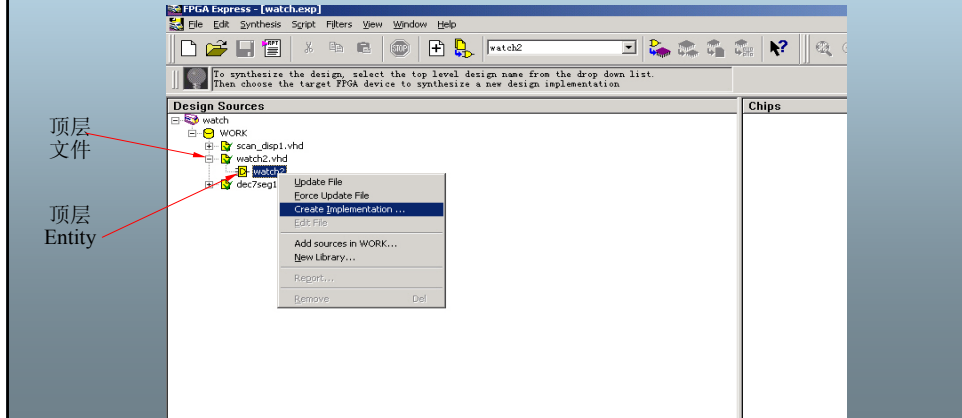 FPGA Express - [watch.exp]
File Edit Synthesis Script Filters View Window Help
watch2
To synthesize the design, select the top level design name from the drop down list.
Then choose the target FPGA device to synthesize a new design implementation
Design Sources
Chips
watch
WORK
scan_disp1.vhd
watch2.vhd
watch2
dec7seg1
顶层
文件
顶层
Entity
Update File
Force Update File
Create Implementation ...
Edit File
Add sources in WORK...
New Library...
Report...
Remove Del